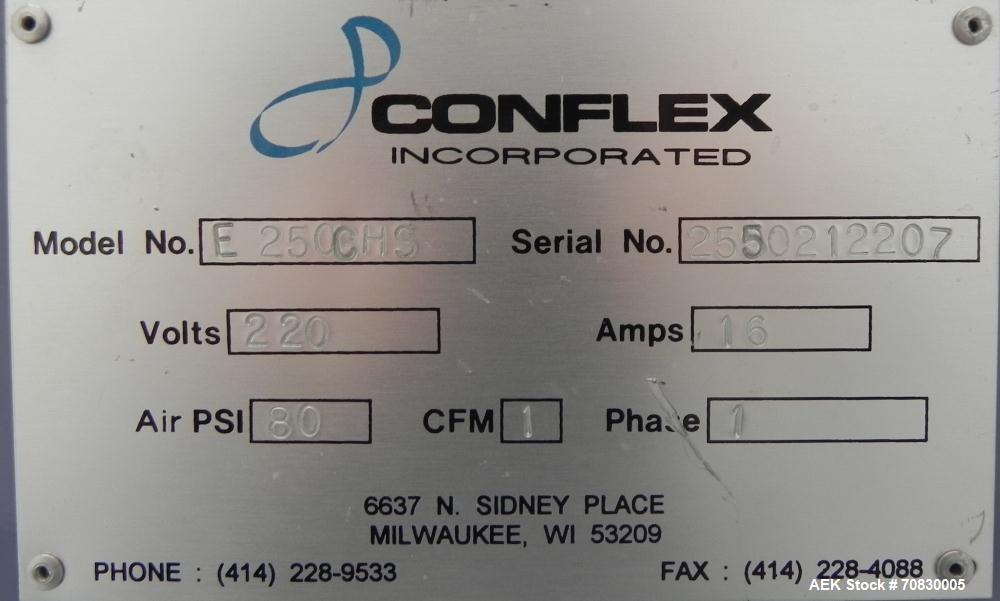 CONFLEX
INCORPORATED
Model No. E 250CHS Serial No. 2550212207
Volts 220 Amps 16
Air PSI 80 CFM 1 Phase 1
6637 N. SIDNEY PLACE
MILWAUKEE, WI 53209
PHONE : (414) 228-9533 FAX : (414) 228-4088
AEK Stock # 70830005